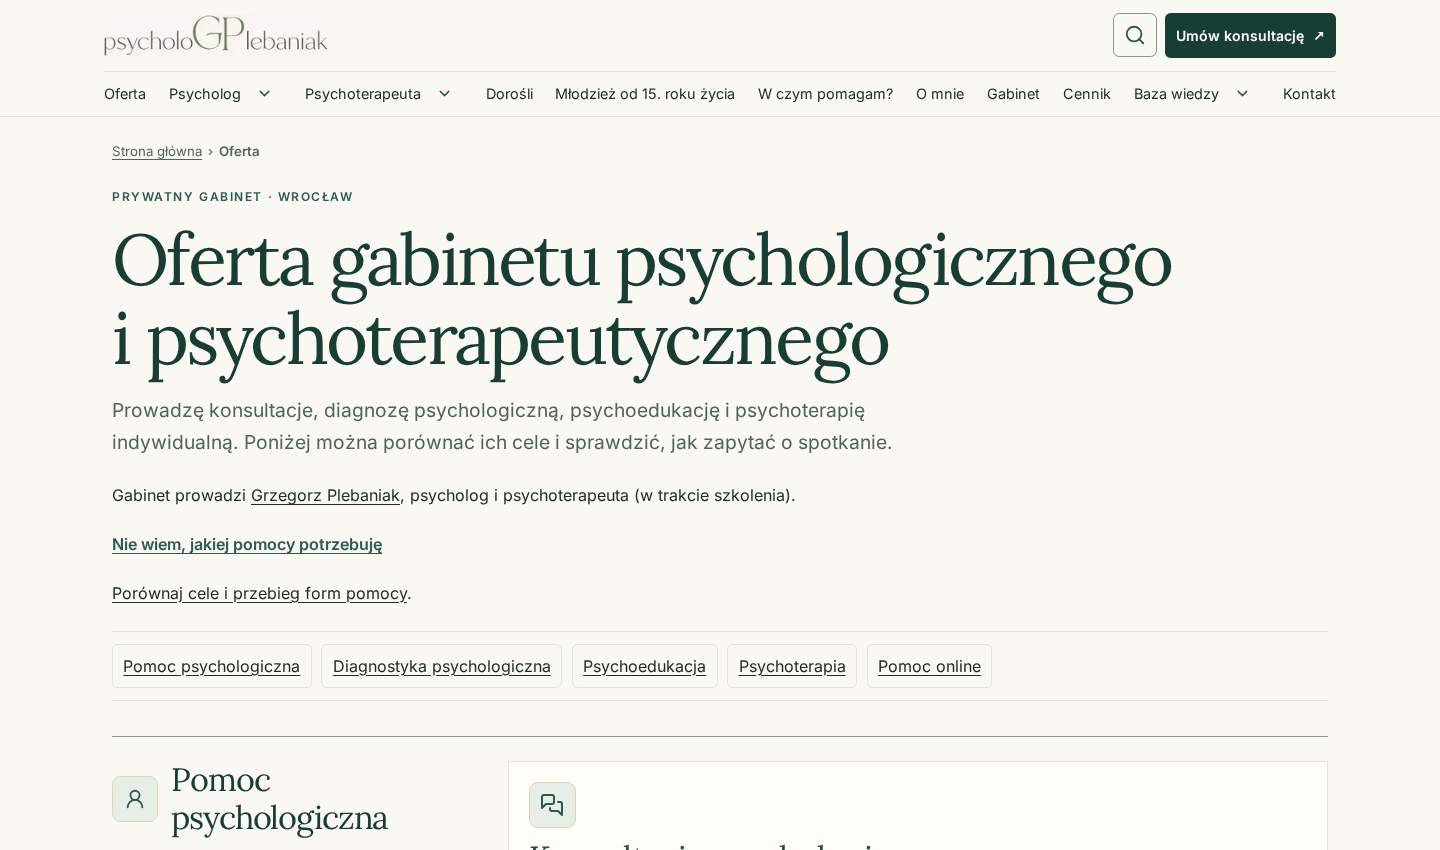 psycholoGPlebaniak
Umów konsultację ↗
Oferta Psycholog Psychoterapeuta Dorośli Młodzież od 15. roku życia W czym pomagam? O mnie Gabinet Cennik Baza wiedzy Kontakt
Strona główna › Oferta
PRYWATNY GABINET · WROCŁAW
Oferta gabinetu psychologicznego
i psychoterapeutycznego
Prowadzę konsultacje, diagnozę psychologiczną, psychoedukację i psychoterapię
indywidualną. Poniżej można porównać ich cele i sprawdzić, jak zapytać o spotkanie.
Gabinet prowadzi Grzegorz Plebaniak, psycholog i psychoterapeuta (w trakcie szkolenia).
Nie wiem, jakiej pomocy potrzebuję
Porównaj cele i przebieg form pomocy.
Pomoc psychologiczna Diagnostyka psychologiczna Psychoedukacja Psychoterapia Pomoc online
Pomoc
psychologiczna